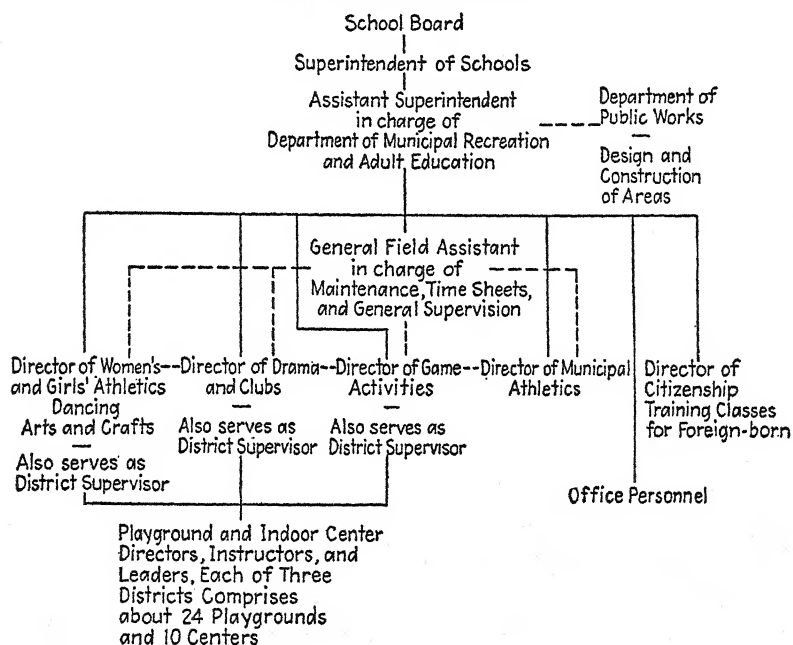 School Board
Superintendent of Schools
Assistant Superintendent
in charge of
Department of Municipal Recreation
and Adult Education
Department of
Public Works
Design and
Construction
of Areas
General Field Assistant
in charge of
Maintenance, Time Sheets,
and General Supervision
Director of Women's
and Girls' Athletics
Dancing
Arts and Crafts
Also serves as
District Supervisor
Director of Drama
and Clubs
Also serves as
District Supervisor
Director of Game
Activities
Also serves as
District Supervisor
Director of Municipal
Athletics
Director of
Citizenship
Training Classes
for Foreign-born
Office Personnel
Playground and Indoor Center
Directors, Instructors, and
Leaders, Each of Three
Districts Comprises
about 24 Playgrounds
and 10 Centers